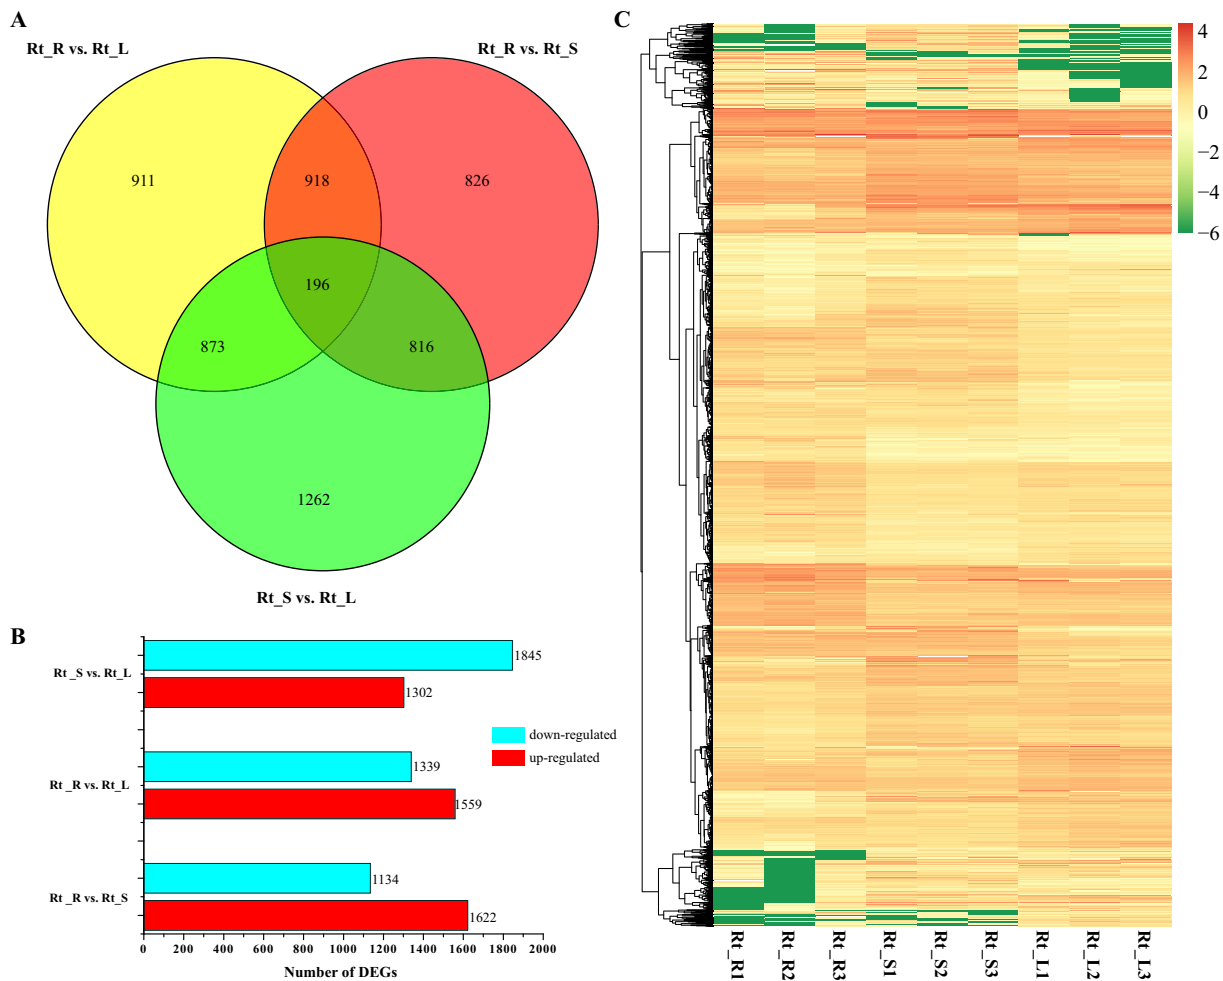 A
Rt_R vs. Rt_L
Rt_R vs. Rt_S
911
918
826
196
873
816
1262
Rt_S vs. Rt_L
B
Rt _S vs. Rt_L
1845
1302
Rt _R vs. Rt_L
1339
1559
Rt _R vs. Rt_S
1134
1622
down-regulated
up-regulated
0 200 400 600 800 1000 1200 1400 1600 1800 2000
Number of DEGs
C
4
2
0
−2
−4
−6
Rt_R1
Rt_R2
Rt_R3
Rt_S1
Rt_S2
Rt_S3
Rt_L1
Rt_L2
Rt_L3